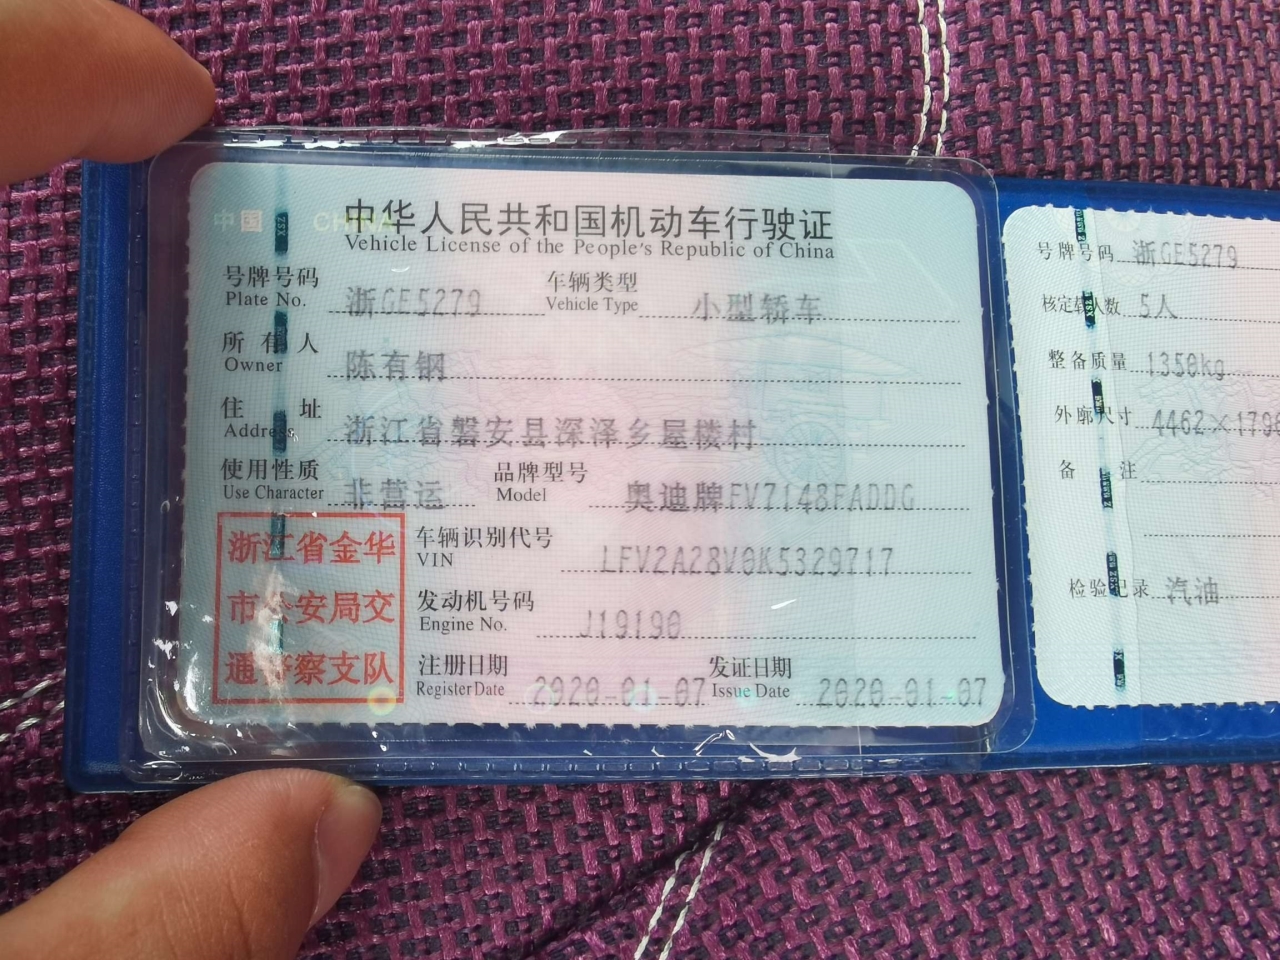 中国 CHINA
中华人民共和国机动车行驶证
Vehicle License of the People's Republic of China
号牌号码 浙GE5279 车辆类型 小型轿车
Plate No. Vehicle Type
所有人 陈有钢
Owner
住址 浙江省磐安县深泽乡屋楼村
Address
使用性质 非营运 品牌型号 奥迪牌FV7148FADDG
Use Character Model
浙江省金华
市公安局交
通警察支队
车辆识别代号 LFV2A28V0K5329717
VIN
发动机号码 J19190
Engine No.
注册日期 2020-01-07 发证日期 2020-01-07
Register Date Issue Date
号牌号码 浙GE5279
核定载人数 5人
整备质量 1350kg
外廓尺寸 4462×179
备注
检验记录 汽油